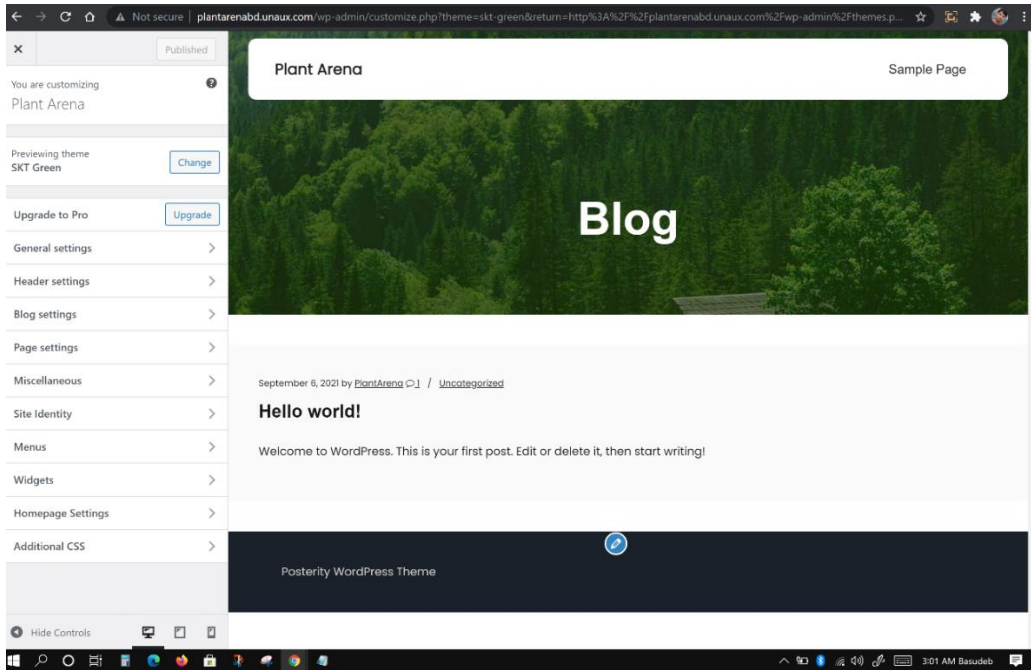 Not secure | plantarenabd.unaux.com/wp-admin/customize.php?theme=skt-green&return=http%3A%2F%2Fplantarenabd.unaux.com%2Fwp-admin%2Fthemes.p...
Published
You are customizing
Plant Arena
Previewing theme
SKT Green
Change
Upgrade to Pro
Upgrade
General settings
Header settings
Blog settings
Page settings
Miscellaneous
Site Identity
Menus
Widgets
Homepage Settings
Additional CSS
Hide Controls
Plant Arena
Sample Page
Blog
September 6, 2021 by PlantArena 1 / Uncategorized
Hello world!
Welcome to WordPress. This is your first post. Edit or delete it, then start writing!
Posterity WordPress Theme
3:01 AM Basudeb